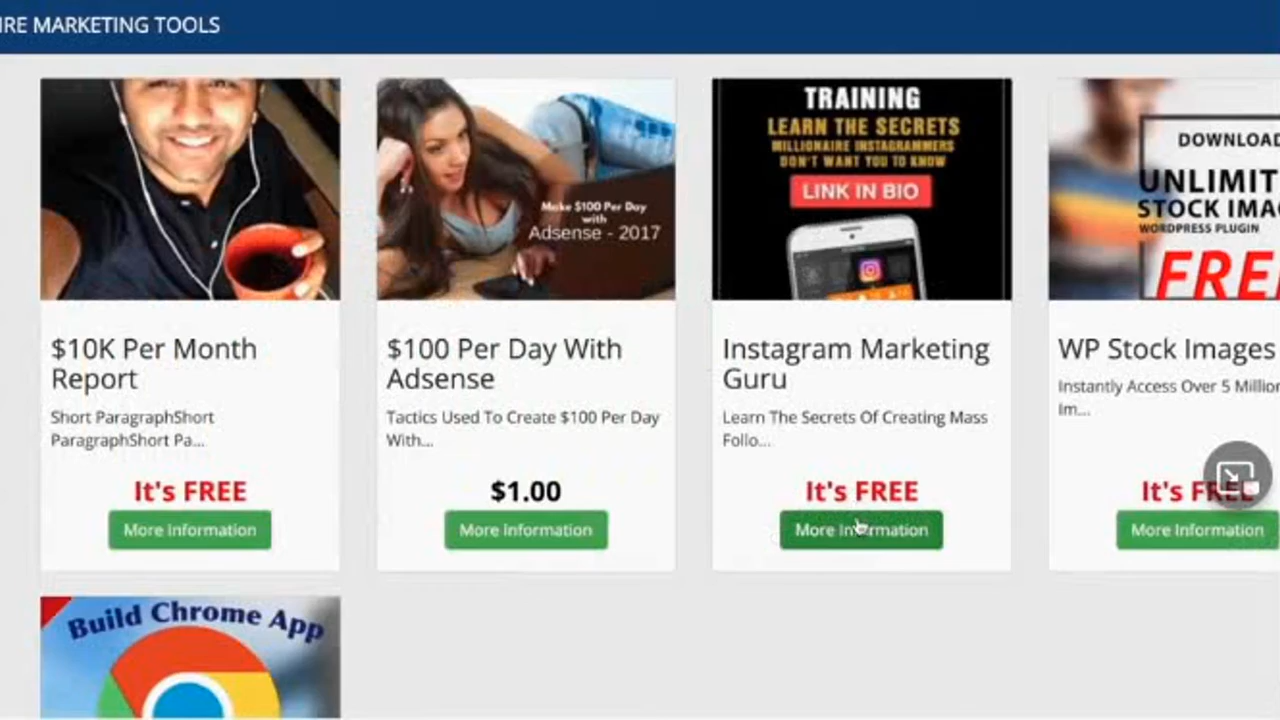 IRE MARKETING TOOLS
Make $100 Per Day
with
Adsense - 2017
TRAINING
LEARN THE SECRETS
MILLIONAIRE INSTAGRAMMERS
DON'T WANT YOU TO KNOW
LINK IN BIO
DOWNLOAD
UNLIMIT
STOCK IMA
WORDPRESS PLUGIN
FREE
$10K Per Month
Report
Short ParagraphShort
ParagraphShort Pa...
It's FREE
More Information
$100 Per Day With
Adsense
Tactics Used To Create $100 Per Day
With...
$1.00
More Information
Instagram Marketing
Guru
Learn The Secrets Of Creating Mass
Follo...
It's FREE
More Information
WP Stock Images
Instantly Access Over 5 Million
Im...
It's FREE
More Information
Build Chrome App